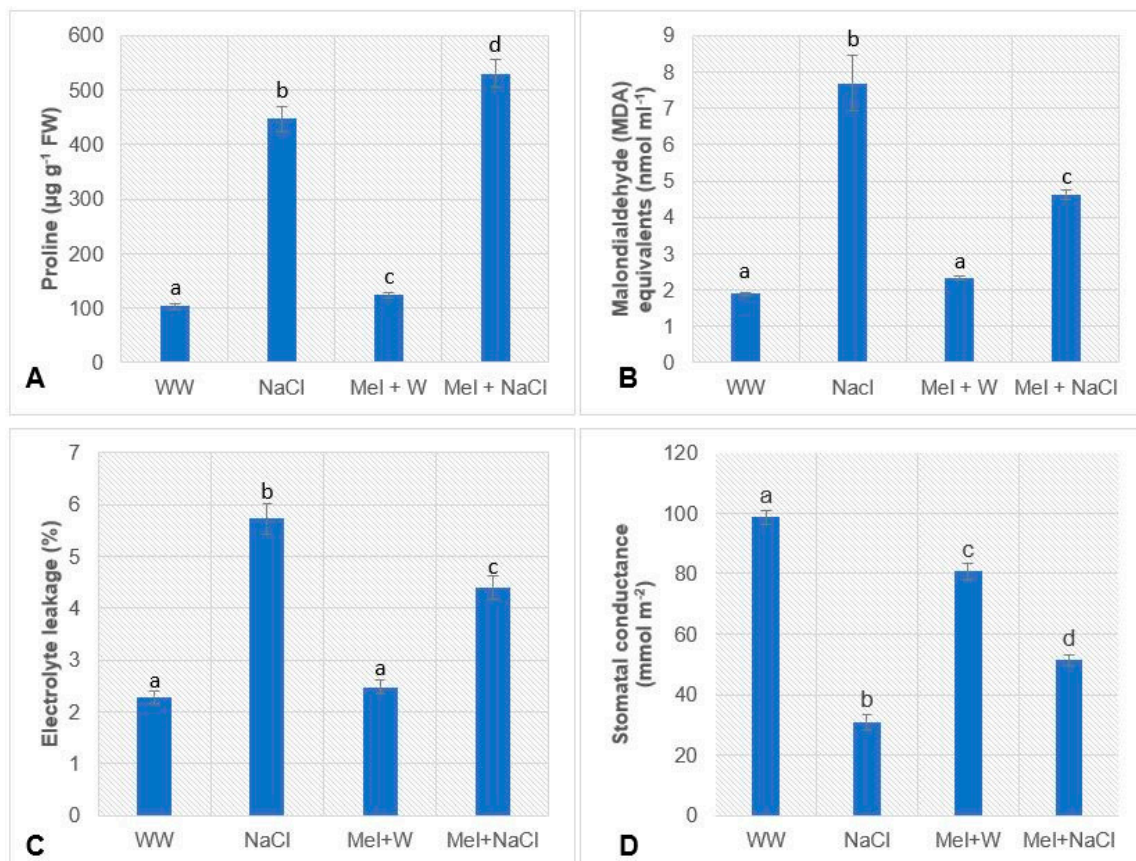 600
500
400
300
200
100
0
Proline (µg g⁻¹ FW)
a
b
c
d
WW NaCl Mel + W Mel + NaCl
A
9
8
7
6
5
4
3
2
1
0
Malondialdehyde (MDA)
equivalents (nmol ml⁻¹)
a
b
a
c
WW Nacl Mel + W Mel + NaCl
B
7
6
5
4
3
2
1
0
Electrolyte leakage (%)
a
b
a
c
WW NaCl Mel+W Mel+NaCl
C
120
100
80
60
40
20
0
Stomatal conductance
(mmol m⁻²)
a
b
c
d
WW NaCl Mel+W Mel+NaCl
D